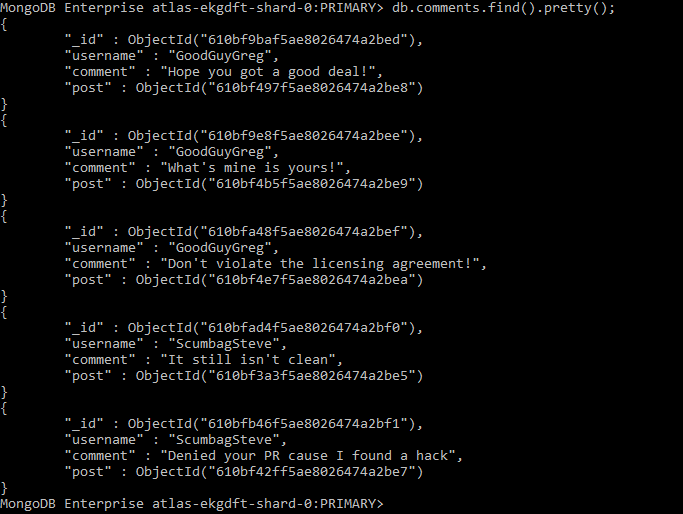 MongoDB Enterprise atlas-ekgdft-shard-0:PRIMARY> db.comments.find().pretty();
{
        "_id" : ObjectId("610bf9baf5ae8026474a2bed"),
        "username" : "GoodGuyGreg",
        "comment" : "Hope you got a good deal!",
        "post" : ObjectId("610bf497f5ae8026474a2be8")
}
{
        "_id" : ObjectId("610bf9e8f5ae8026474a2bee"),
        "username" : "GoodGuyGreg",
        "comment" : "What's mine is yours!",
        "post" : ObjectId("610bf4b5f5ae8026474a2be9")
}
{
        "_id" : ObjectId("610bfa48f5ae8026474a2bef"),
        "username" : "GoodGuyGreg",
        "comment" : "Don't violate the licensing agreement!",
        "post" : ObjectId("610bf4e7f5ae8026474a2bea")
}
{
        "_id" : ObjectId("610bfad4f5ae8026474a2bf0"),
        "username" : "ScumbagSteve",
        "comment" : "It still isn't clean",
        "post" : ObjectId("610bf3a3f5ae8026474a2be5")
}
{
        "_id" : ObjectId("610bfb46f5ae8026474a2bf1"),
        "username" : "ScumbagSteve",
        "comment" : "Denied your PR cause I found a hack",
        "post" : ObjectId("610bf42ff5ae8026474a2be7")
}
MongoDB Enterprise atlas-ekgdft-shard-0:PRIMARY>